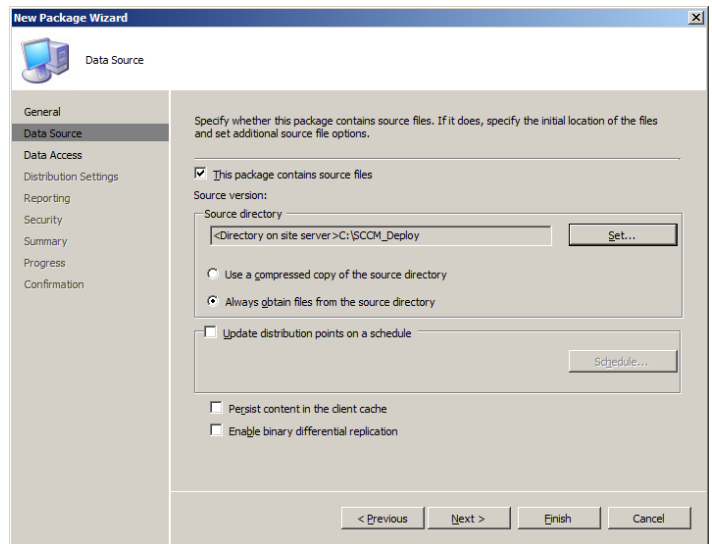 New Package Wizard
Data Source
General
Data Source
Data Access
Distribution Settings
Reporting
Security
Summary
Progress
Confirmation
Specify whether this package contains source files. If it does, specify the initial location of the files
and set additional source file options.
This package contains source files
Source version:
Source directory
<Directory on site server>C:\SCCM_Deploy
Set...
Use a compressed copy of the source directory
Always obtain files from the source directory
Update distribution points on a schedule
Schedule...
Persist content in the client cache
Enable binary differential replication
< Previous
Next >
Finish
Cancel